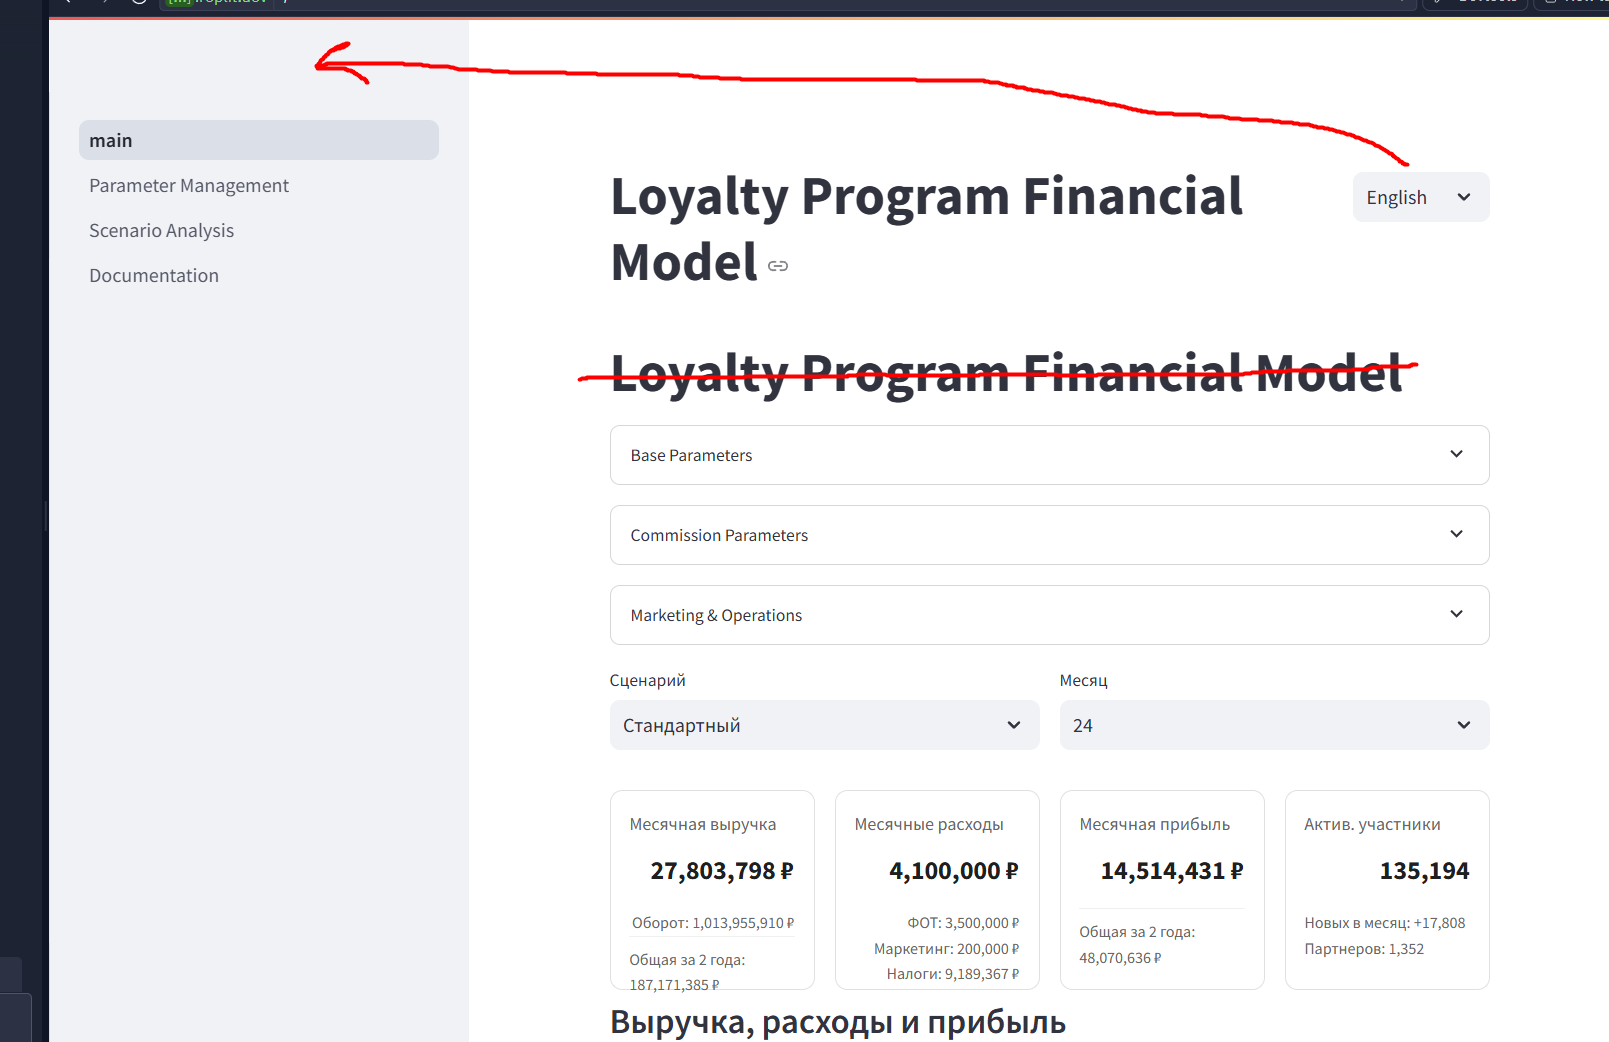 main
Parameter Management
Scenario Analysis
Documentation
Loyalty Program Financial
Model
English
Loyalty Program Financial Model
Base Parameters
Commission Parameters
Marketing & Operations
Сценарий
Месяц
Стандартный
24
Месячная выручка
27,803,798 ₽
Оборот: 1,013,955,910 ₽
Общая за 2 года:
187,171,385 ₽
Месячные расходы
4,100,000 ₽
ФОТ: 3,500,000 ₽
Маркетинг: 200,000 ₽
Налоги: 9,189,367 ₽
Месячная прибыль
14,514,431 ₽
Общая за 2 года:
48,070,636 ₽
Актив. участники
135,194
Новых в месяц: +17,808
Партнеров: 1,352
Выручка, расходы и прибыль